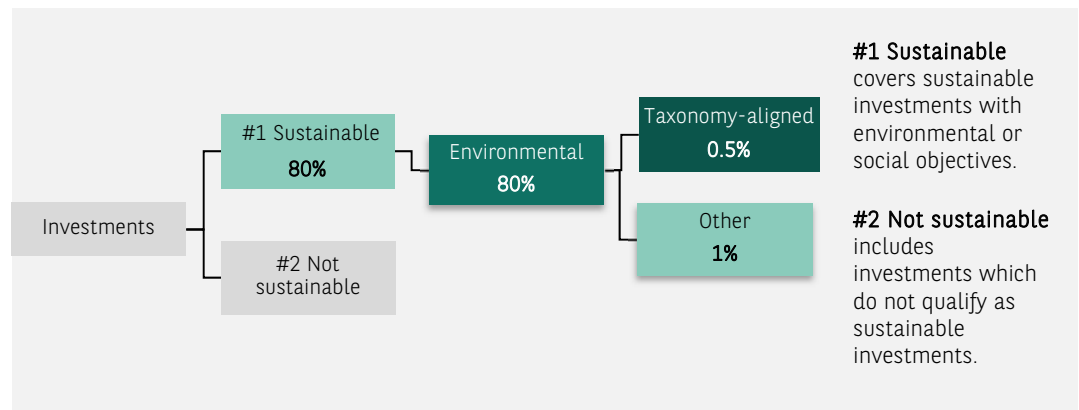 Investments
#1 Sustainable
80%
#2 Not
sustainable
Environmental
80%
Taxonomy-aligned
0.5%
Other
1%
#1 Sustainable
covers sustainable
investments with
environmental or
social objectives.
#2 Not sustainable
includes
investments which
do not qualify as
sustainable
investments.